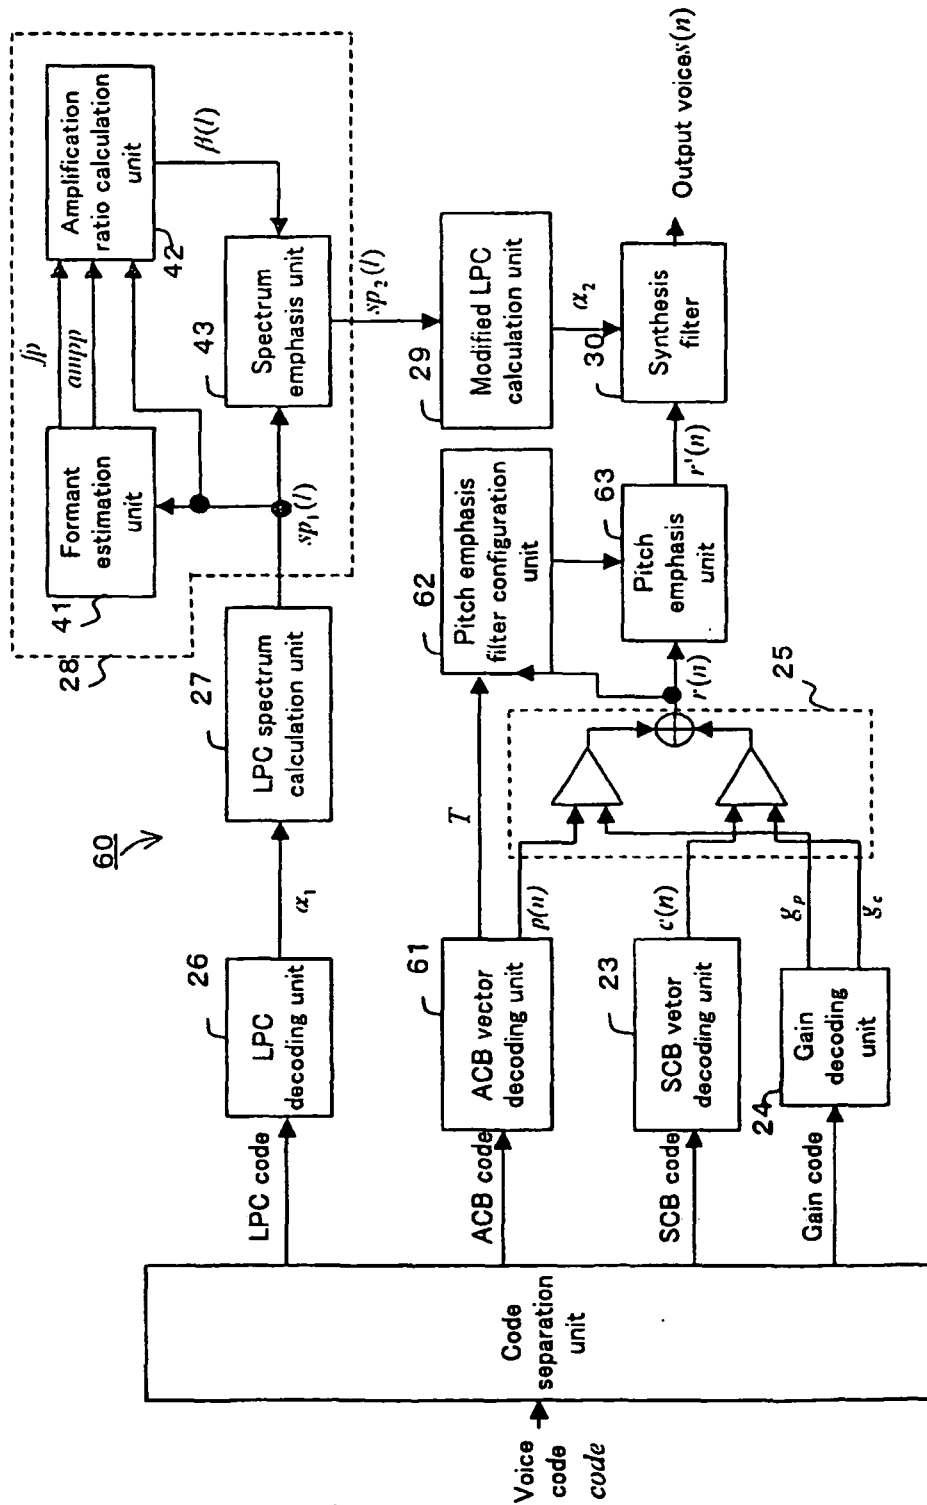 60
Voice
code
code
Code
separation
unit
LPC code
26
LPC
decoding unit
α₁
27
LPC spectrum
calculation unit
sp₁(l)
28
41
Formant
estimation
unit
fp
ampp
Amplification
ratio calculation
unit
42
β(l)
43
Spectrum
emphasis unit
sp₂(l)
29
Modified LPC
calculation unit
α₂
ACB code
61
ACB vector
decoding unit
T
p(n)
62
Pitch emphasis
filter configuration
unit
SCB code
23
SCB vetor
decoding unit
c(n)
Gain code
24
Gain
decoding
unit
gₚ
g꜀
25
r(n)
63
Pitch
emphasis
unit
r'(n)
30
Synthesis
filter
Output voices(n)